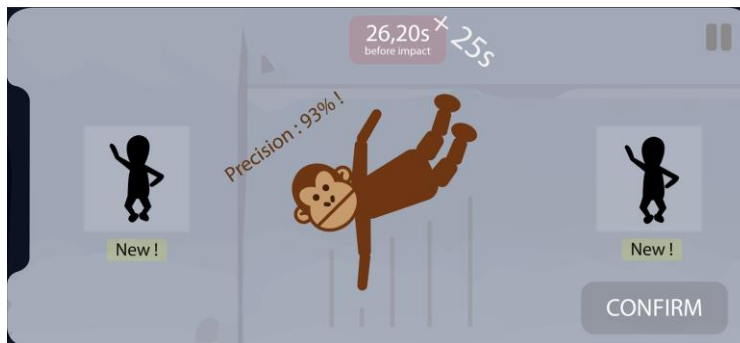 26,20s
before impact
+ 25s
Precision : 93% !
New !
New !
CONFIRM